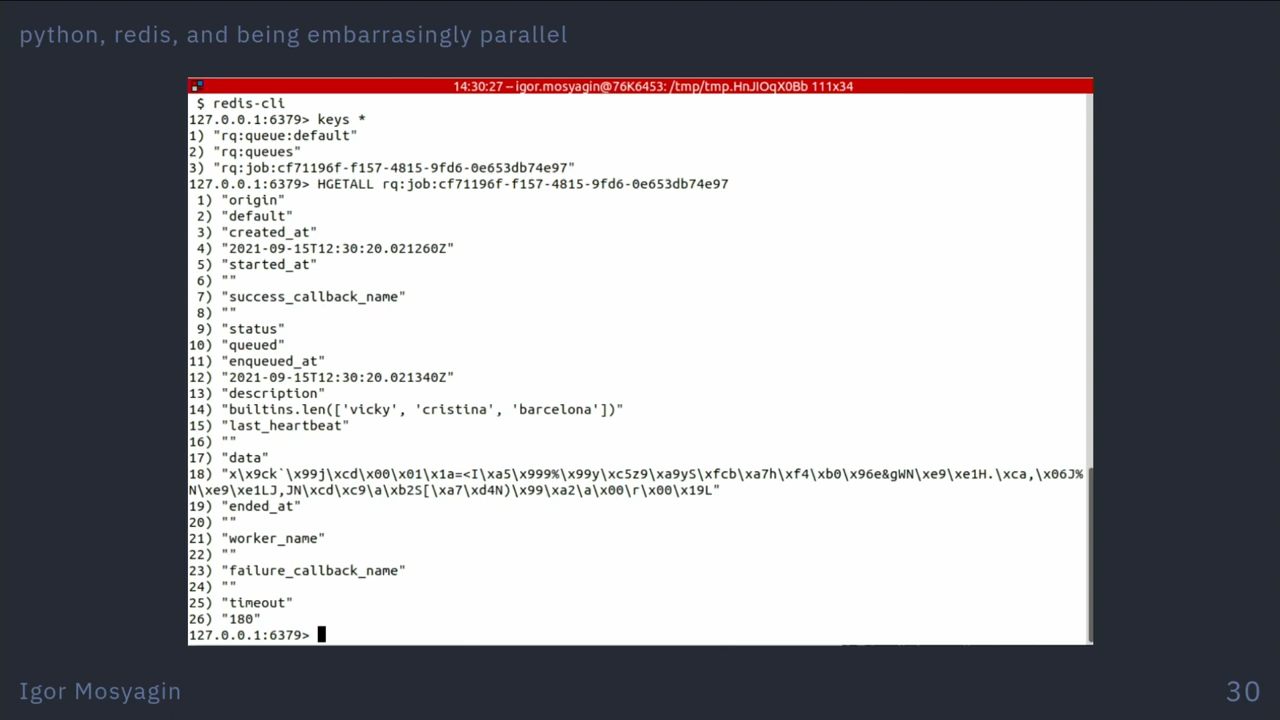 python, redis, and being embarrasingly parallel
14:30:27 – igor.mosyagin@76K6453: /tmp/tmp.HnJIOqX0Bb 111x34
$ redis-cli
127.0.0.1:6379> keys *
1) "rq:queue:default"
2) "rq:queues"
3) "rq:job:cf71196f-f157-4815-9fd6-0e653db74e97"
127.0.0.1:6379> HGETALL rq:job:cf71196f-f157-4815-9fd6-0e653db74e97
1) "origin"
2) "default"
3) "created_at"
4) "2021-09-15T12:30:20.021260Z"
5) "started_at"
6) ""
7) "success_callback_name"
8) ""
9) "status"
10) "queued"
11) "enqueued_at"
12) "2021-09-15T12:30:20.021340Z"
13) "description"
14) "builtins.len(['vicky', 'cristina', 'barcelona'])"
15) "last_heartbeat"
16) ""
17) "data"
18) "x\x9ck`\x99j\xcd\x00\x01\x1a=<I\xa5\x999%\x99y\xc5z9\xa9yS\xfcb\xa7h\xf4\xb0\x96e&gWN\xe9\xe1H.\xca,\x06J%
N\xe9\xe1LJ,JN\xcd\xc9\a\xb2S[\xa7\xd4N)\x99\xa2\a\x00\r\x00\x19L"
19) "ended_at"
20) ""
21) "worker_name"
22) ""
23) "failure_callback_name"
24) ""
25) "timeout"
26) "180"
127.0.0.1:6379>
Igor Mosyagin
30